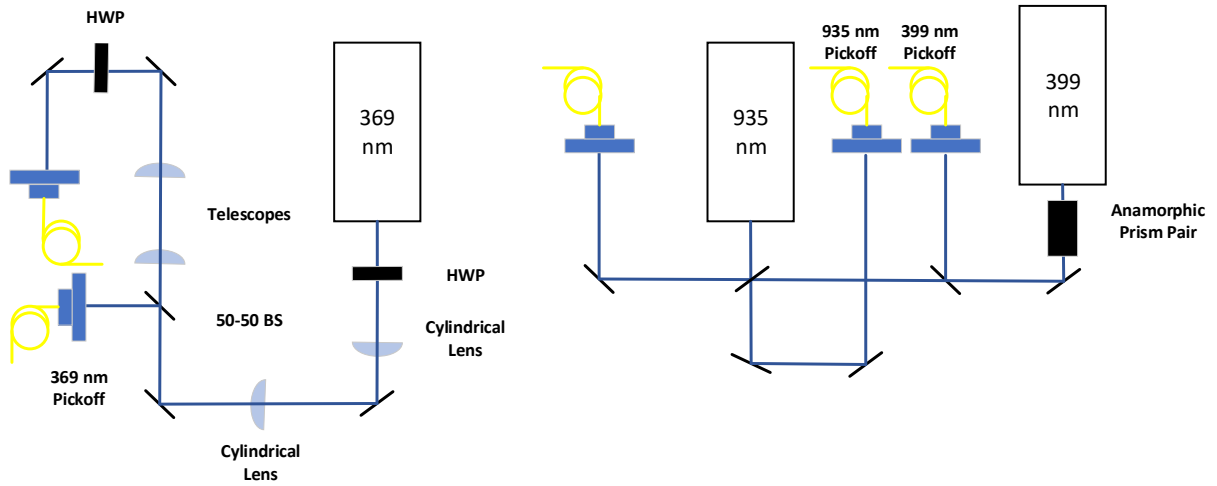 HWP
369
nm
Telescopes
HWP
50-50 BS
Cylindrical
Lens
369 nm
Pickoff
Cylindrical
Lens
935 nm
Pickoff
399 nm
Pickoff
399
nm
935
nm
Anamorphic
Prism Pair